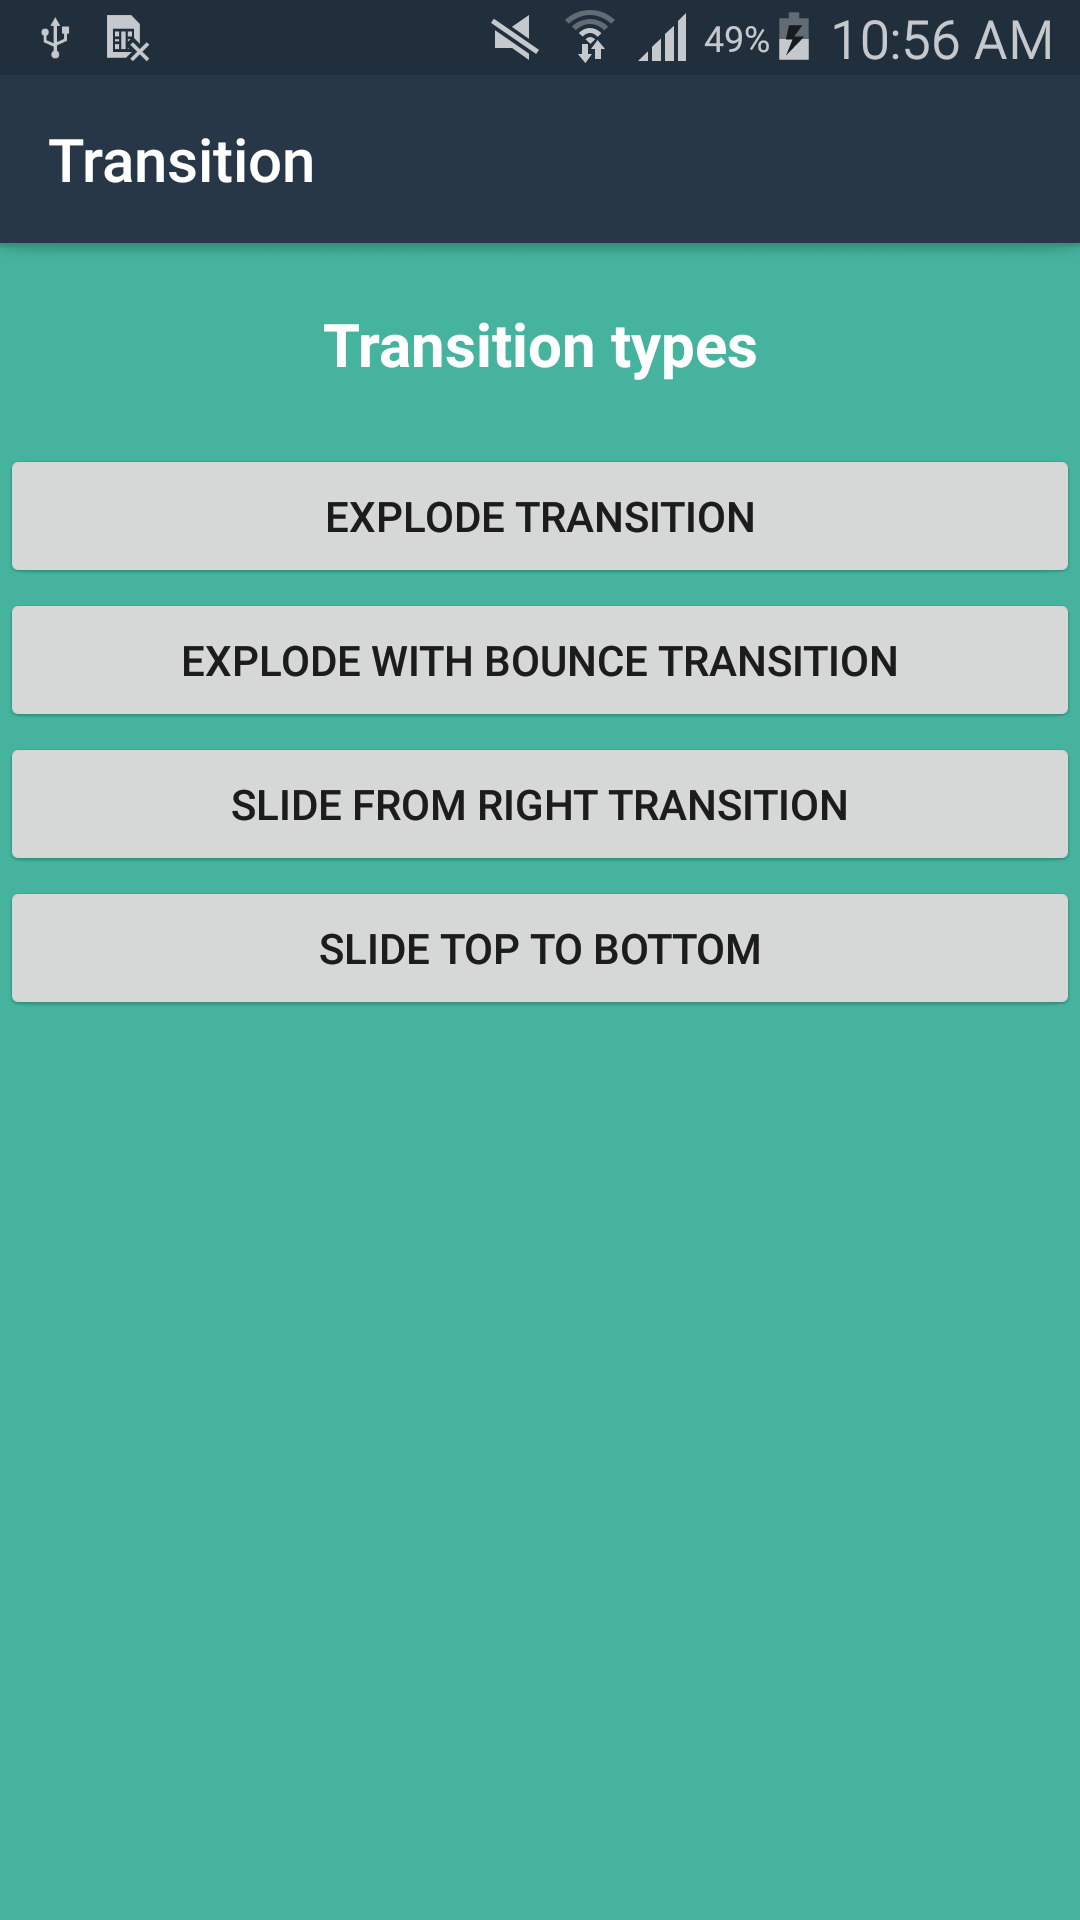 49% 10:56 AM
Transition
Transition types
EXPLODE TRANSITION
EXPLODE WITH BOUNCE TRANSITION
SLIDE FROM RIGHT TRANSITION
SLIDE TOP TO BOTTOM